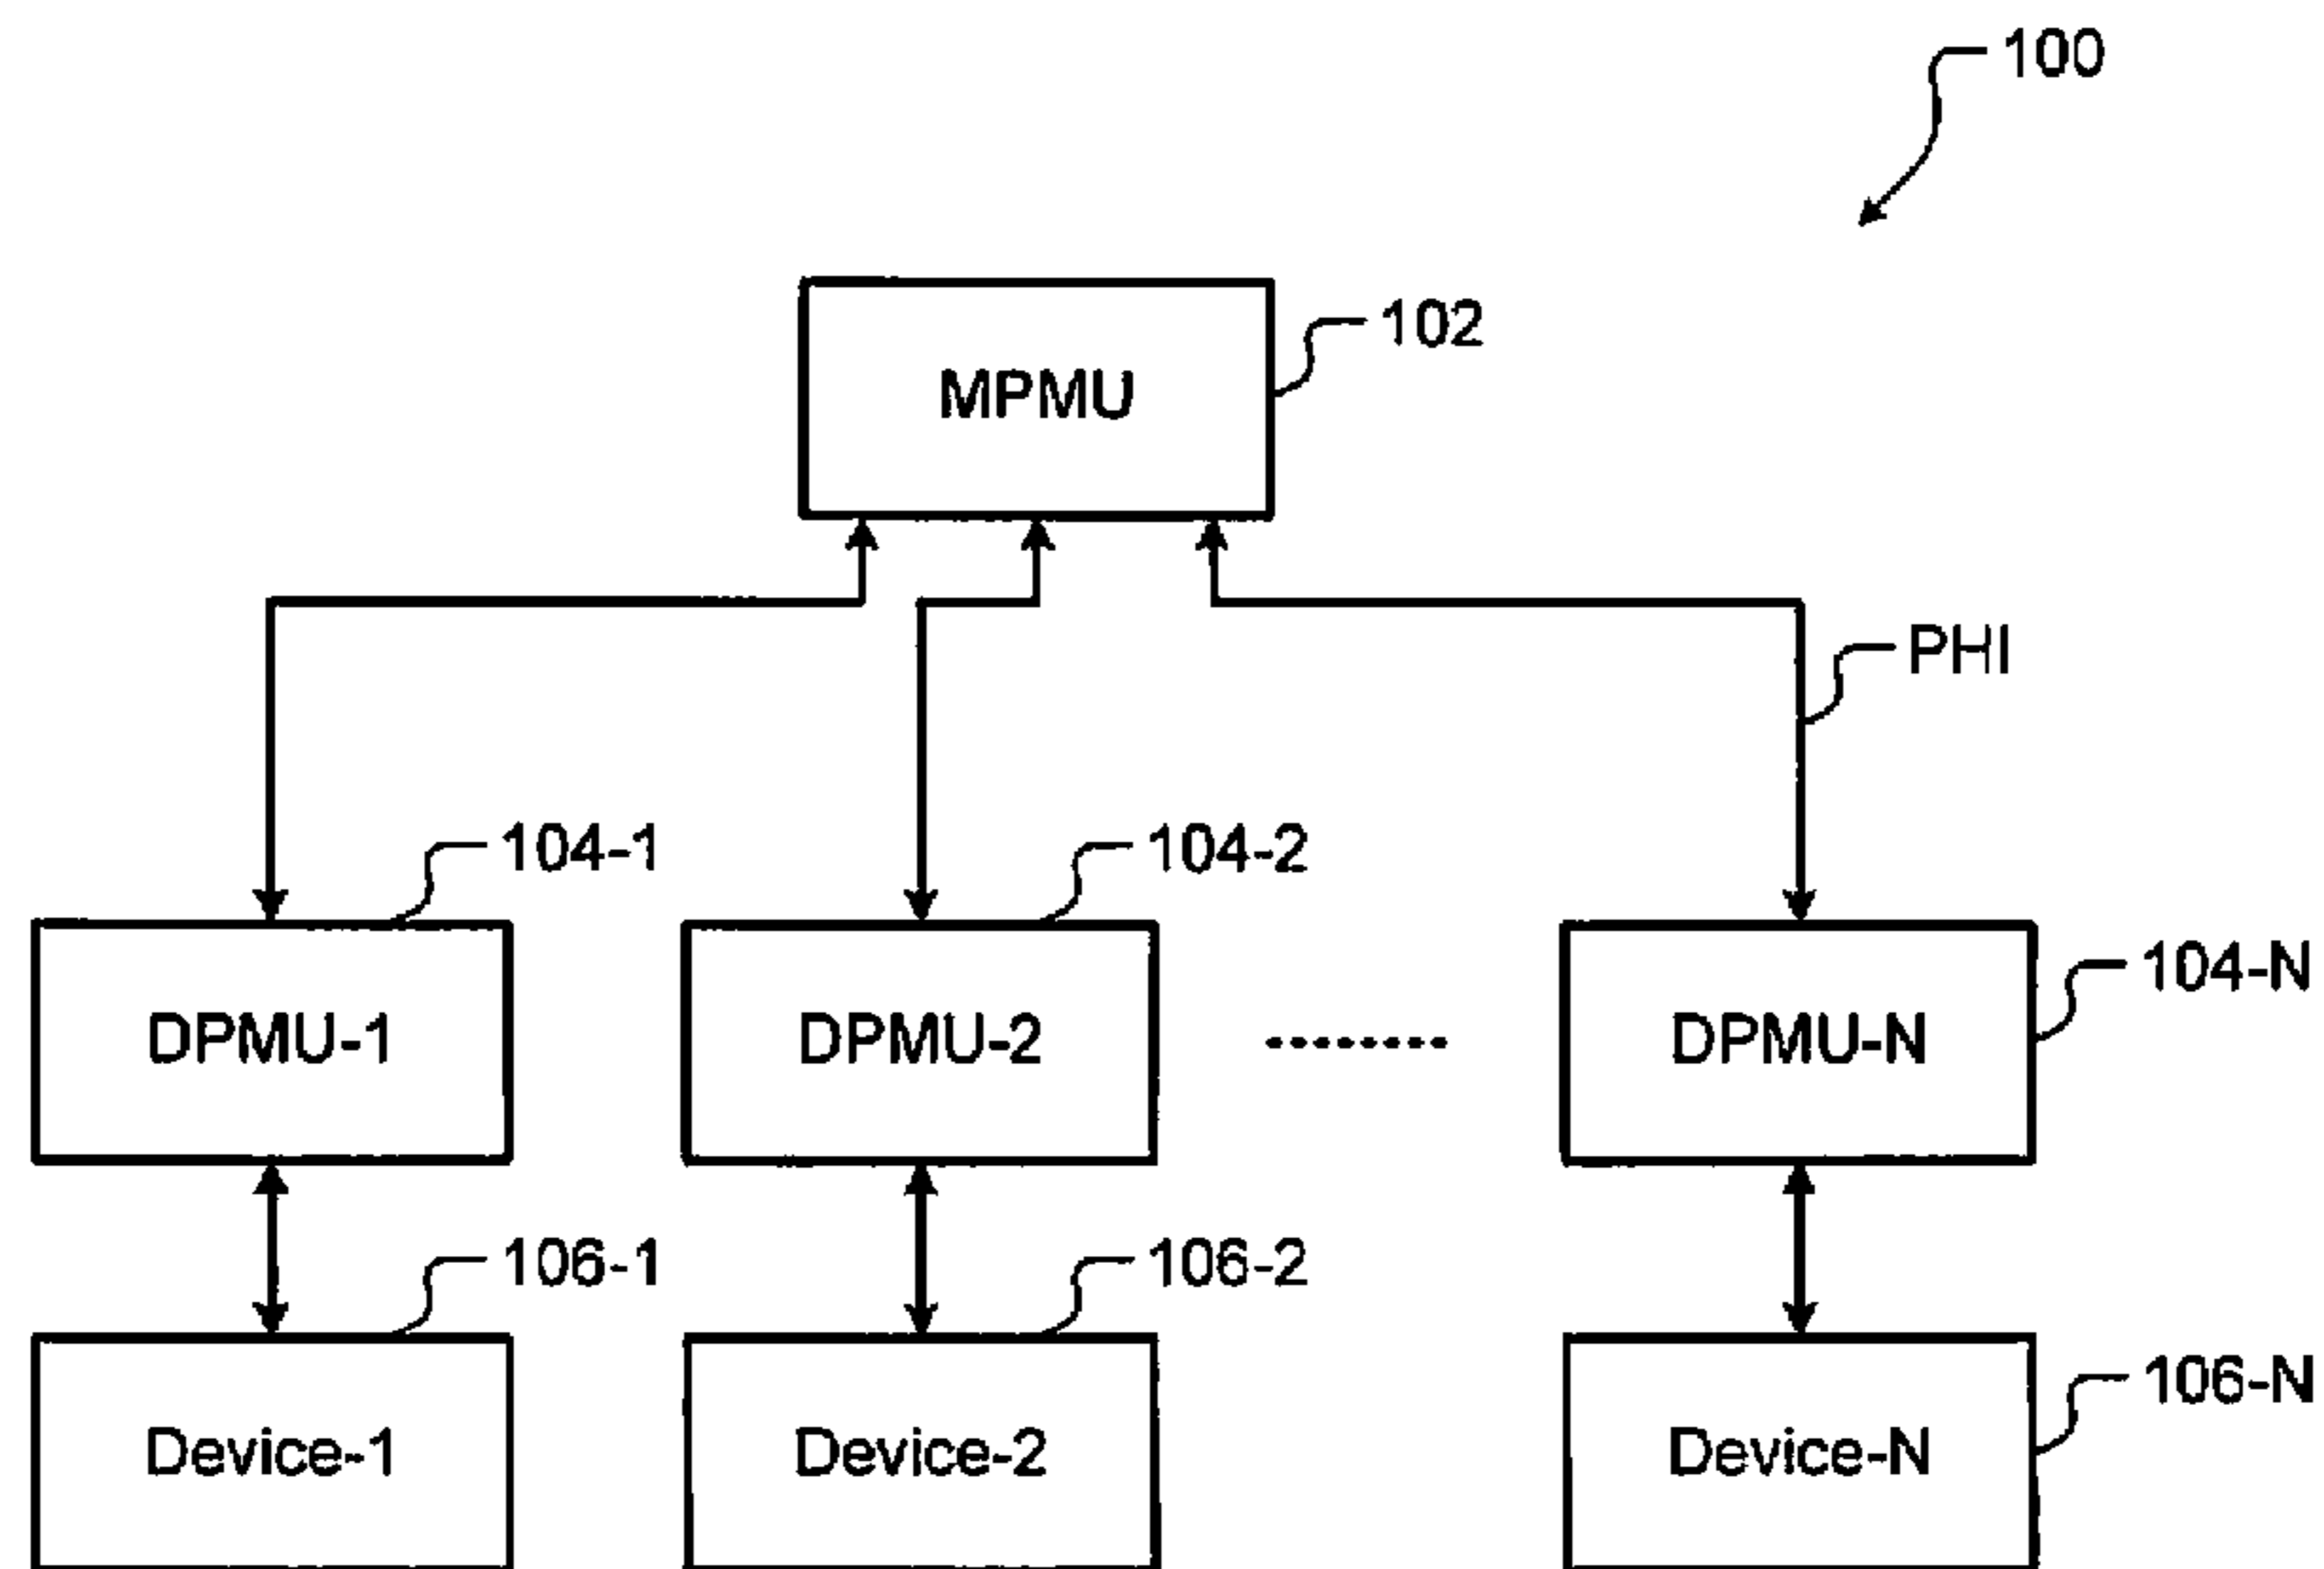 100
102
MPMU
PHI
104-1
104-2
104-N
DPMU-1
DPMU-2
DPMU-N
106-1
106-2
106-N
Device-1
Device-2
Device-N